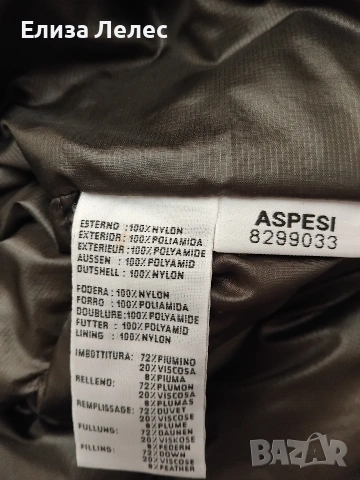 Елиза Лелес
ASPESI
8299033
ESTERNO :100%NYLON
EXTERIOR :100%POLIAMIDA
EXTERIEUR :100%POLYAMIDE
AUSSEN :100%POLYAMID
OUTSHELL :100%NYLON
FODERA :100%NYLON
FORRO :100%POLIAMIDA
DOUBLURE:100%POLYAMIDE
FUTTER :100%POLYAMID
LINING :100%NYLON
IMBOTTITURA: 72%PIUMINO
20%VISCOSA
8%PIUMA
RELLENO: 72%PLUMON
20%VISCOSA
8%PLUMAS
REMPLISSAGE: 72%DUVET
20%VISCOSE
8%PLUME
FULLUNG: 72%DAUNEN
20%VISKOSE
8%FEDERN
FILLING: 72%DOWN
20%VISCOSE
8%FEATHER
BAZAR